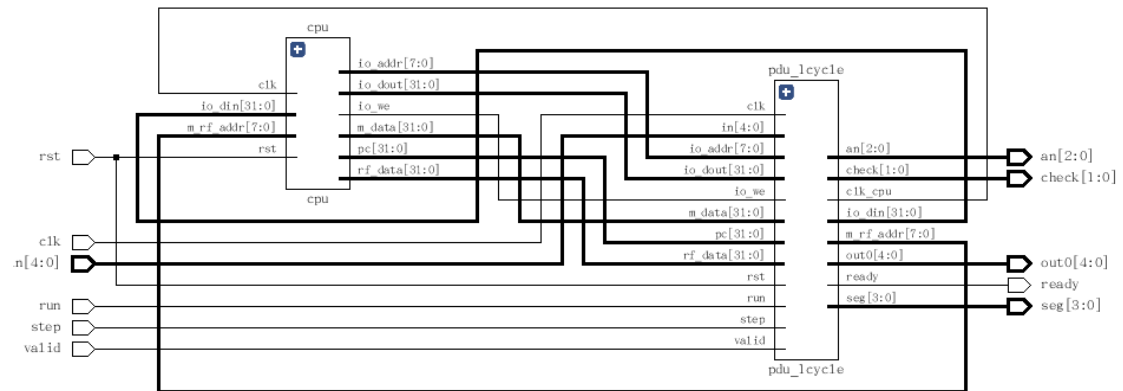 cpu
io_addr[7:0]
io_dout[31:0]
clk
io_din[31:0]
io_we
m_rf_addr[7:0]
m_data[31:0]
rst
pc[31:0]
rf_data[31:0]
cpu
rst
clk
n[4:0]
run
step
valid
pdu_1cycle
clk
in[4:0]
io_addr[7:0]
io_dout[31:0]
io_we
m_data[31:0]
pc[31:0]
rf_data[31:0]
rst
run
step
valid
an[2:0]
check[1:0]
clk_cpu
io_din[31:0]
m_rf_addr[7:0]
out0[4:0]
ready
seg[3:0]
pdu_1cycle
an[2:0]
check[1:0]
out0[4:0]
ready
seg[3:0]